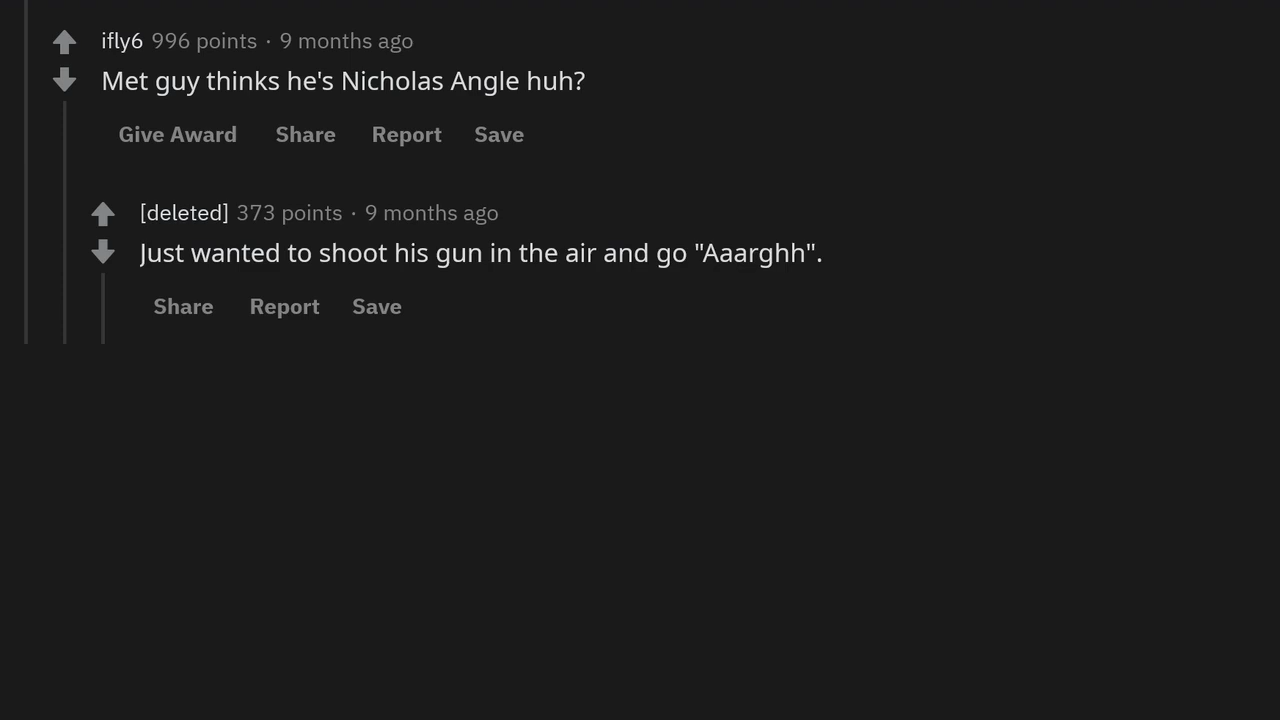 ifly6 996 points · 9 months ago
Met guy thinks he's Nicholas Angle huh?
Give Award Share Report Save
[deleted] 373 points · 9 months ago
Just wanted to shoot his gun in the air and go "Aaarghh".
Share Report Save